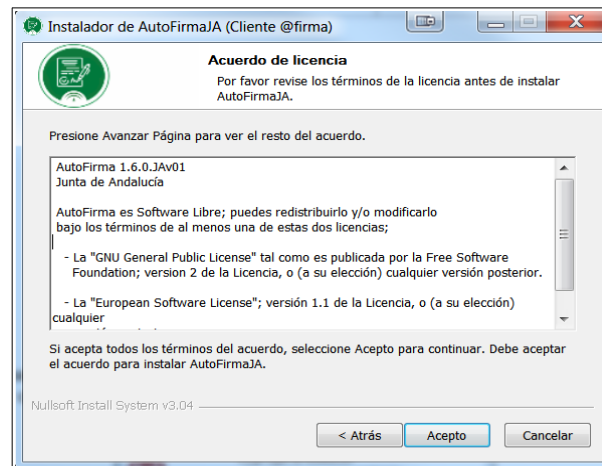 Instalador de AutoFirmaJA (Cliente @firma)
Acuerdo de licencia
Por favor revise los términos de la licencia antes de instalar
AutoFirmaJA.
Presione Avanzar Página para ver el resto del acuerdo.
AutoFirma 1.6.0.JAv01
Junta de Andalucía
AutoFirma es Software Libre; puedes redistribuirlo y/o modificarlo
bajo los términos de al menos una de estas dos licencias;
- La "GNU General Public License" tal como es publicada por la Free Software
Foundation; version 2 de la Licencia, o (a su elección) cualquier versión posterior.
- La "European Software License"; versión 1.1 de la Licencia, o (a su elección)
cualquier
Si acepta todos los términos del acuerdo, seleccione Acepto para continuar. Debe aceptar
el acuerdo para instalar AutoFirmaJA.
Nullsoft Install System v3.04
< Atrás Acepto Cancelar